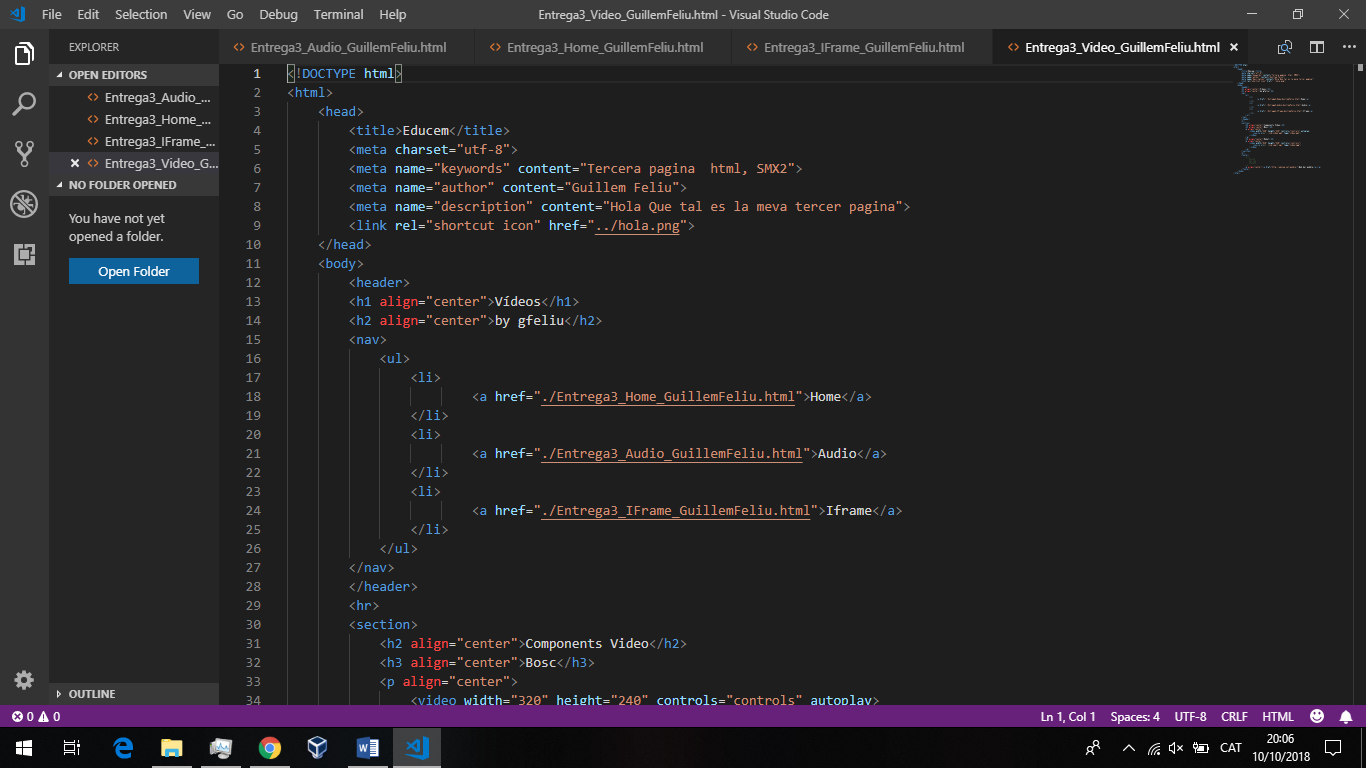 File Edit Selection View Go Debug Terminal Help
Entrega3_Video_GuillemFeliu.html - Visual Studio Code
EXPLORER
OPEN EDITORS
Entrega3_Audio_...
Entrega3_Home_...
Entrega3_IFrame_...
Entrega3_Video_G...
NO FOLDER OPENED
You have not yet
opened a folder.
Open Folder
OUTLINE
Entrega3_Audio_GuillemFeliu.html Entrega3_Home_GuillemFeliu.html Entrega3_IFrame_GuillemFeliu.html Entrega3_Video_GuillemFeliu.html
1 <!DOCTYPE html>
2 <html>
3 <head>
4 <title>Educem</title>
5 <meta charset="utf-8">
6 <meta name="keywords" content="Tercera pagina  html, SMX2">
7 <meta name="author" content="Guillem Feliu">
8 <meta name="description" content="Hola Que tal es la meva tercer pagina">
9 <link rel="shortcut icon" href="../hola.png">
10 </head>
11 <body>
12 <header>
13 <h1 align="center">Vídeos</h1>
14 <h2 align="center">by gfeliu</h2>
15 <nav>
16 <ul>
17 <li>
18 <a href="./Entrega3_Home_GuillemFeliu.html">Home</a>
19 </li>
20 <li>
21 <a href="./Entrega3_Audio_GuillemFeliu.html">Audio</a>
22 </li>
23 <li>
24 <a href="./Entrega3_IFrame_GuillemFeliu.html">Iframe</a>
25 </li>
26 </ul>
27 </nav>
28 </header>
29 <hr>
30 <section>
31 <h2 align="center">Components Video</h2>
32 <h3 align="center">Bosc</h3>
33 <p align="center">
34 <video width="320" height="240" controls="controls" autoplay>
0 0
Ln 1, Col 1 Spaces: 4 UTF-8 CRLF HTML
CAT
20:06
10/10/2018